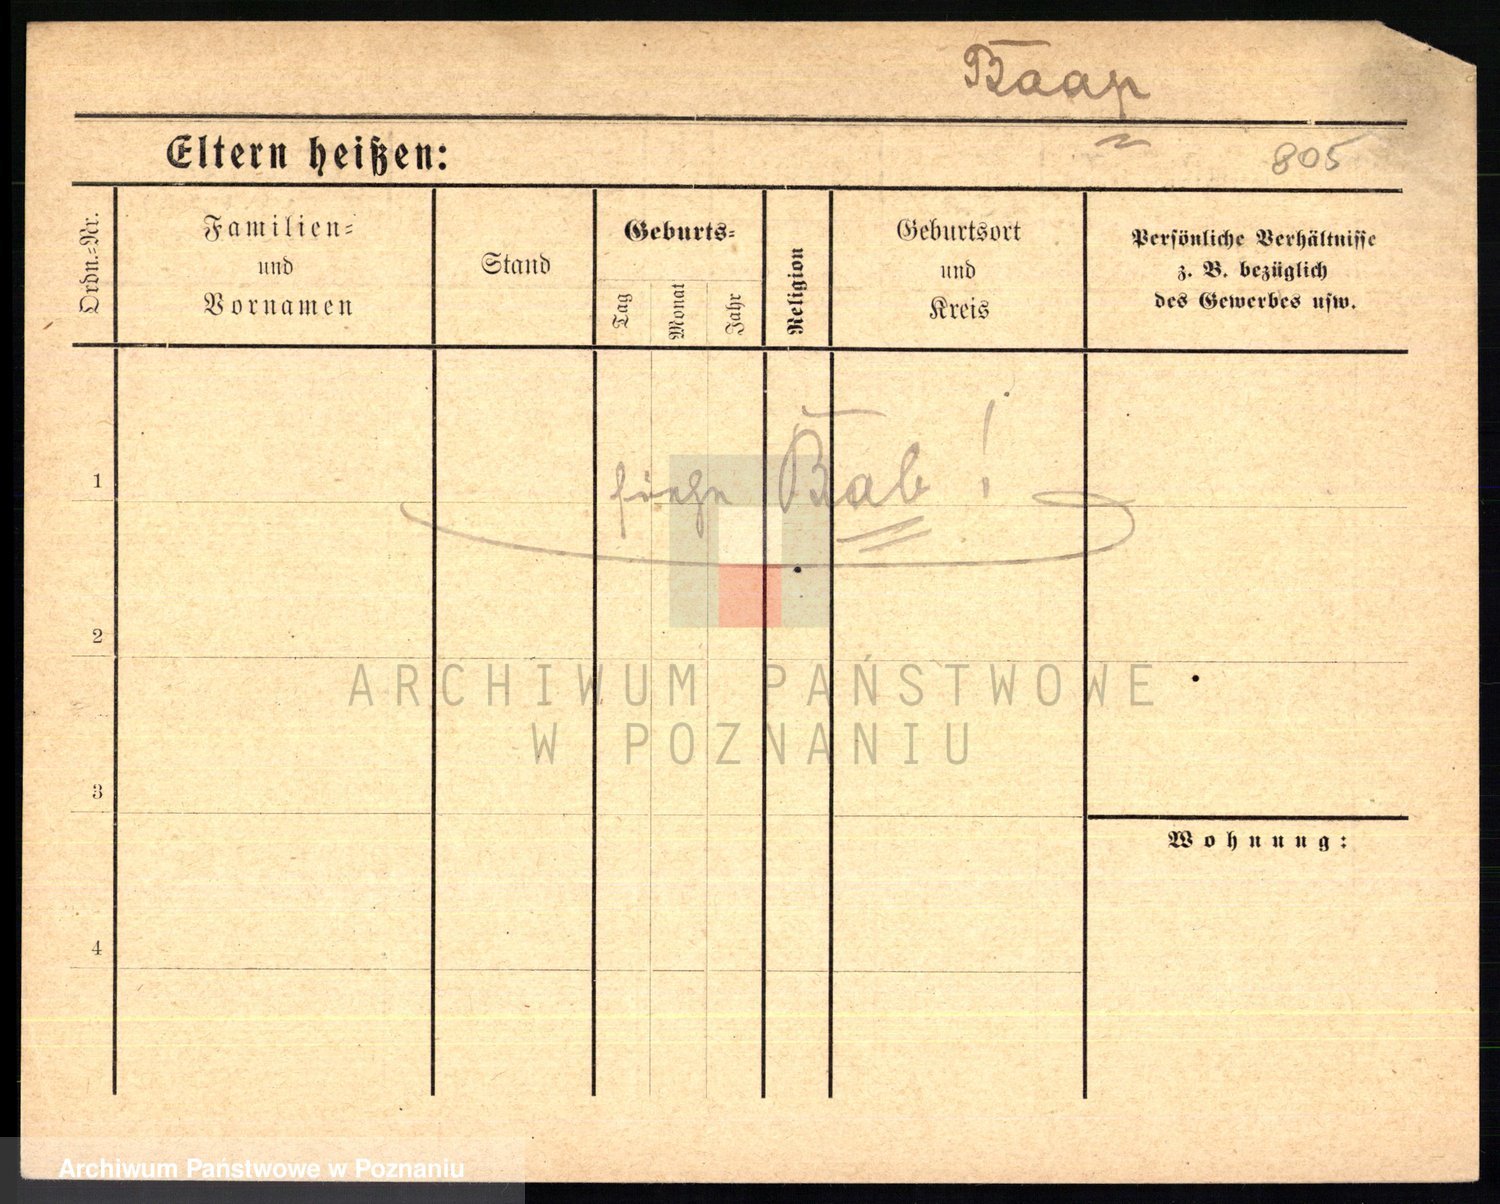 Baap
Eltern heißen:
805
Ordn.-Nr.
Familien-
und
Vornamen
Stand
Geburts-
Tag
Monat
Jahr
Religion
Geburtsort
und
Kreis
Persönliche Verhältnisse
z. B. bezüglich
des Gewerbes usw.
1
siehe Bab!
2
ARCHIWUM PAŃSTWOWE
W POZNANIU
3
Wohnung:
4
Archiwum Państwowe w Poznaniu